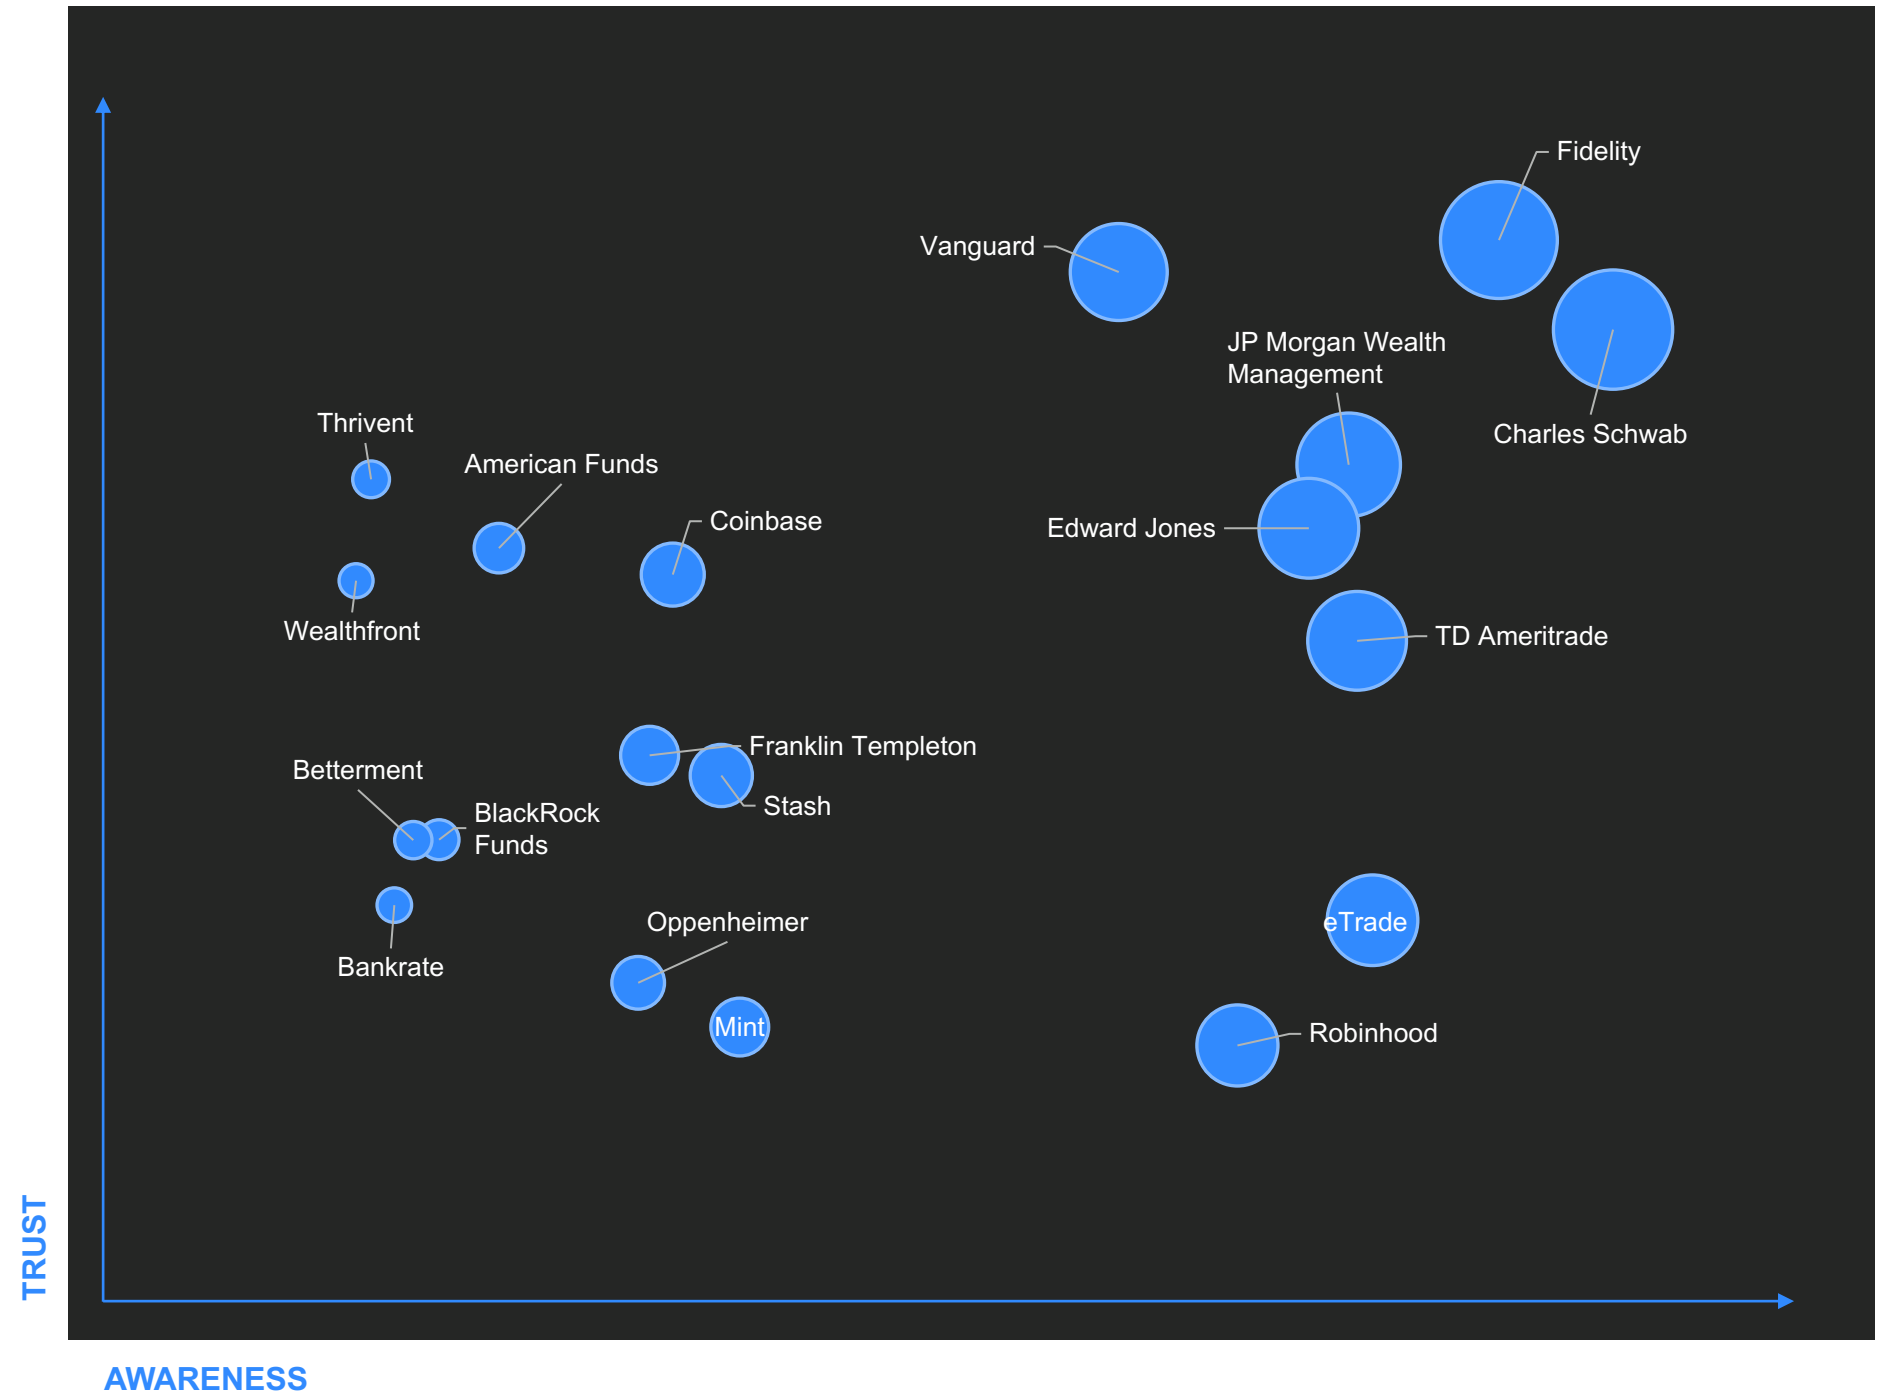 Fidelity
Vanguard
JP Morgan Wealth
Management
Charles Schwab
Thrivent
American Funds
Coinbase
Edward Jones
Wealthfront
TD Ameritrade
Franklin Templeton
Betterment
Stash
BlackRock
Funds
Oppenheimer
eTrade
Bankrate
Mint
Robinhood
TRUST
AWARENESS